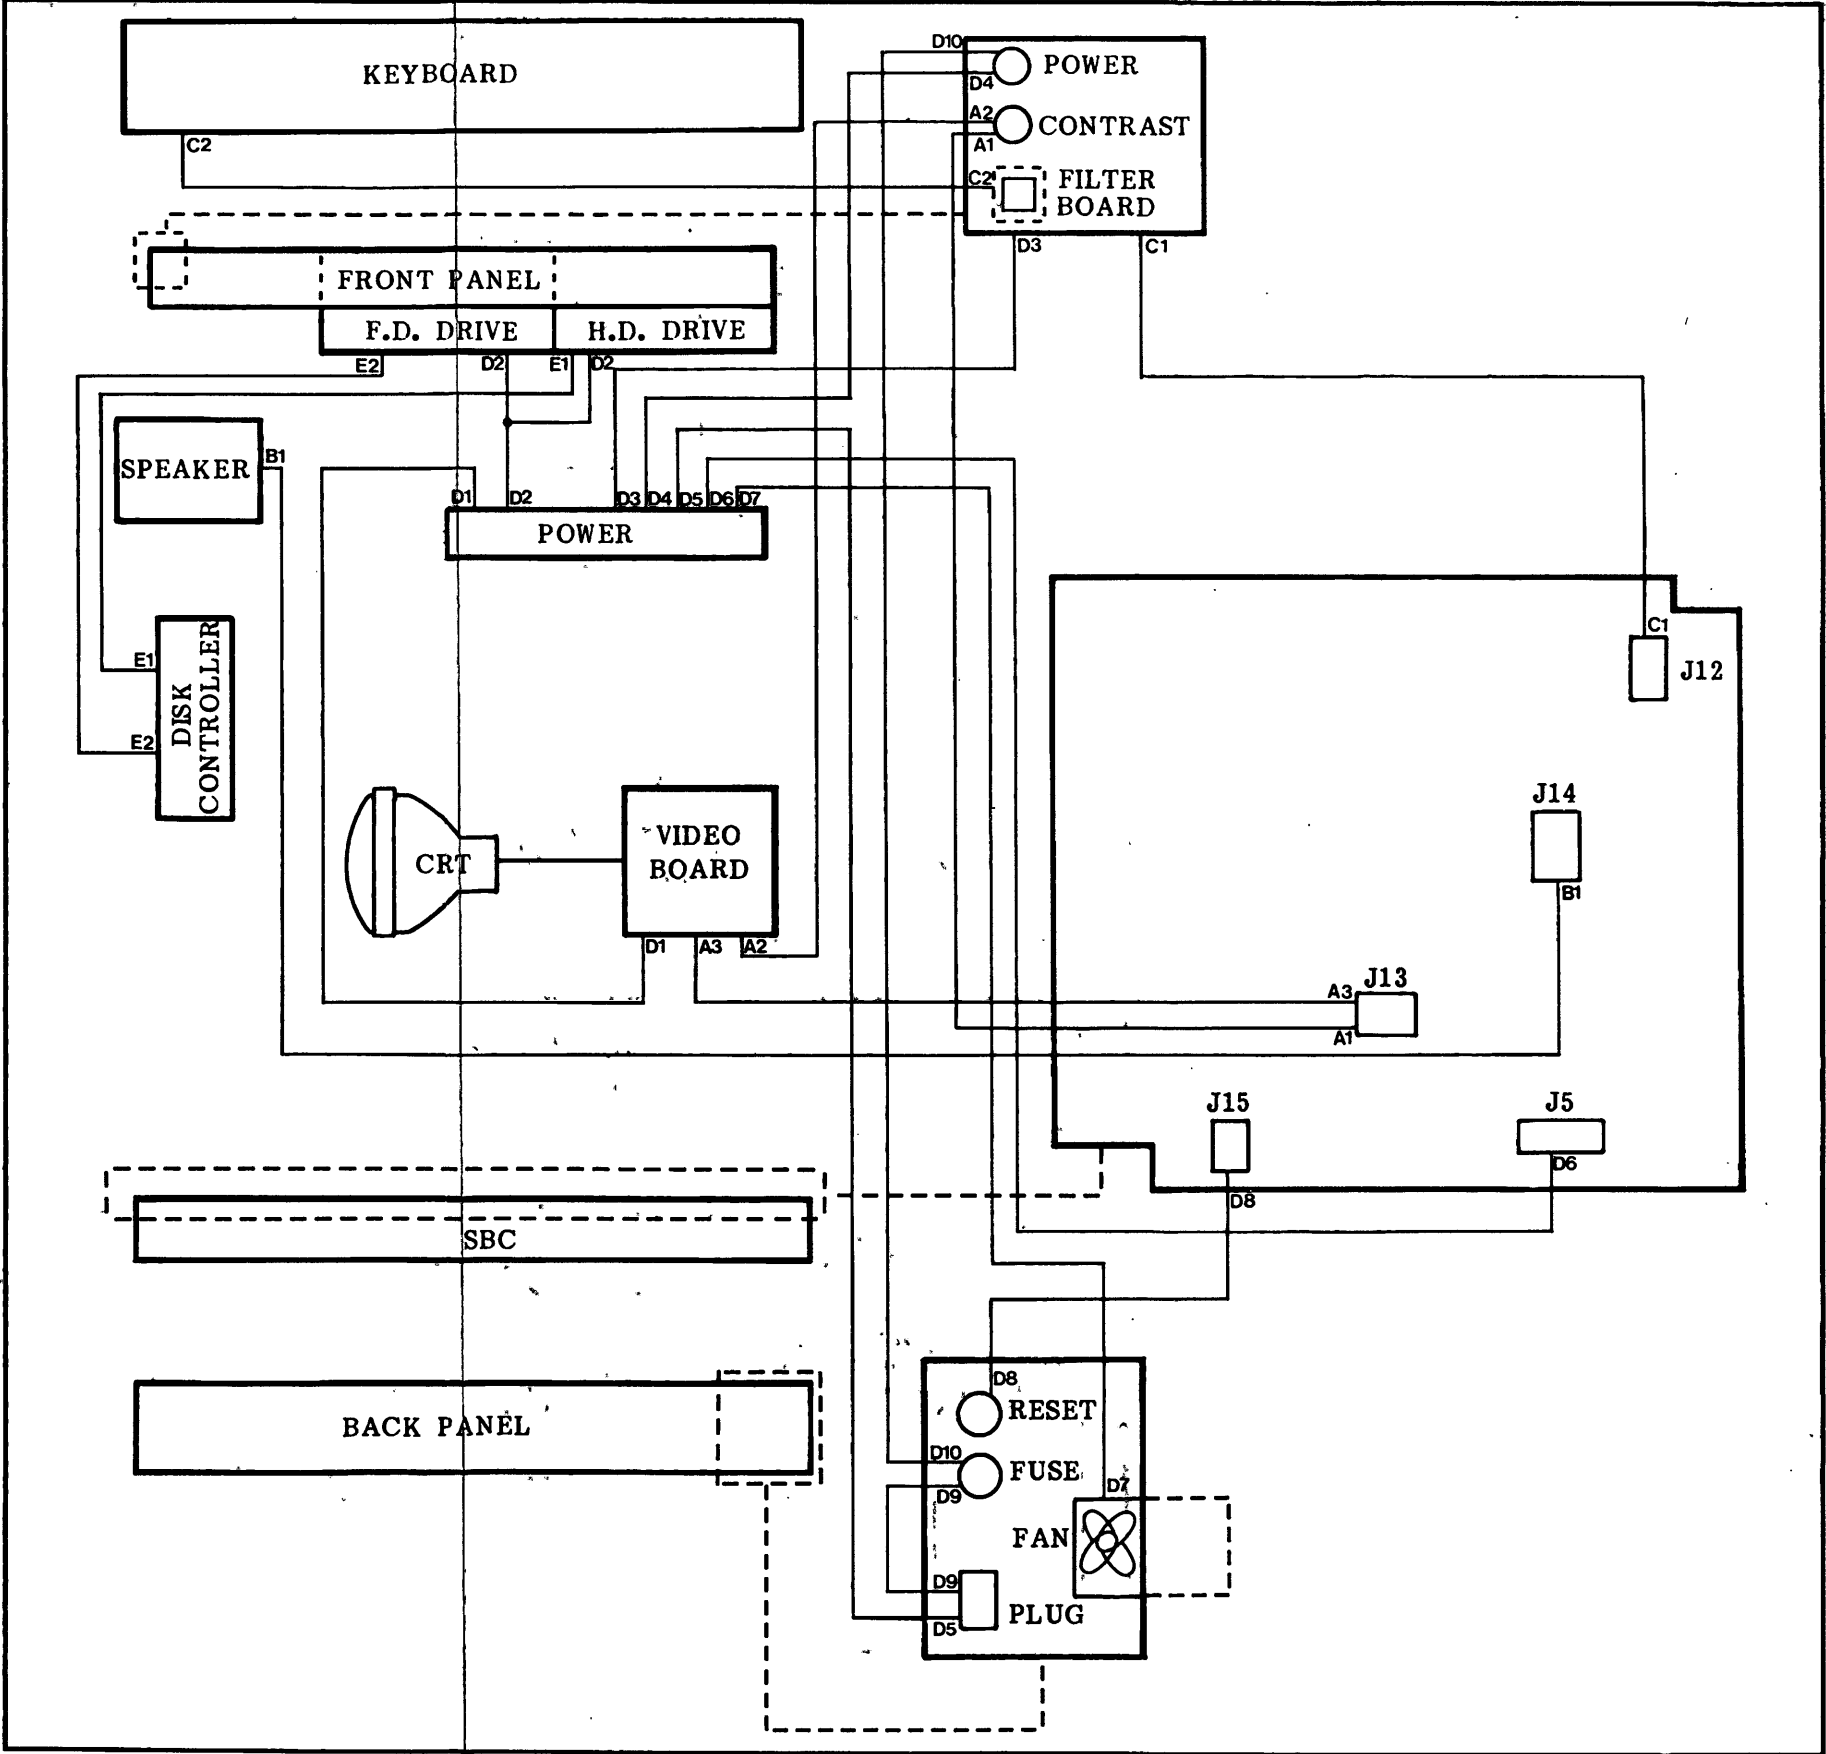 KEYBOARD
C2
D10
POWER
D4
A2
CONTRAST
A1
C2
FILTER
BOARD
D3
C1
FRONT PANEL
F.D. DRIVE
H.D. DRIVE
E2
D2
E1
D2
SPEAKER
B1
D1
D2
D3
D4
D5
D6
D7
POWER
E1
E2
DISK
CONTROLLER
C1
J12
CRT
VIDEO
BOARD
D1
A3
A2
J14
B1
J13
A3
A1
J15
D8
J5
D6
SBC
BACK PANEL
D8
RESET
D10
FUSE
D9
D7
FAN
D9
PLUG
D5